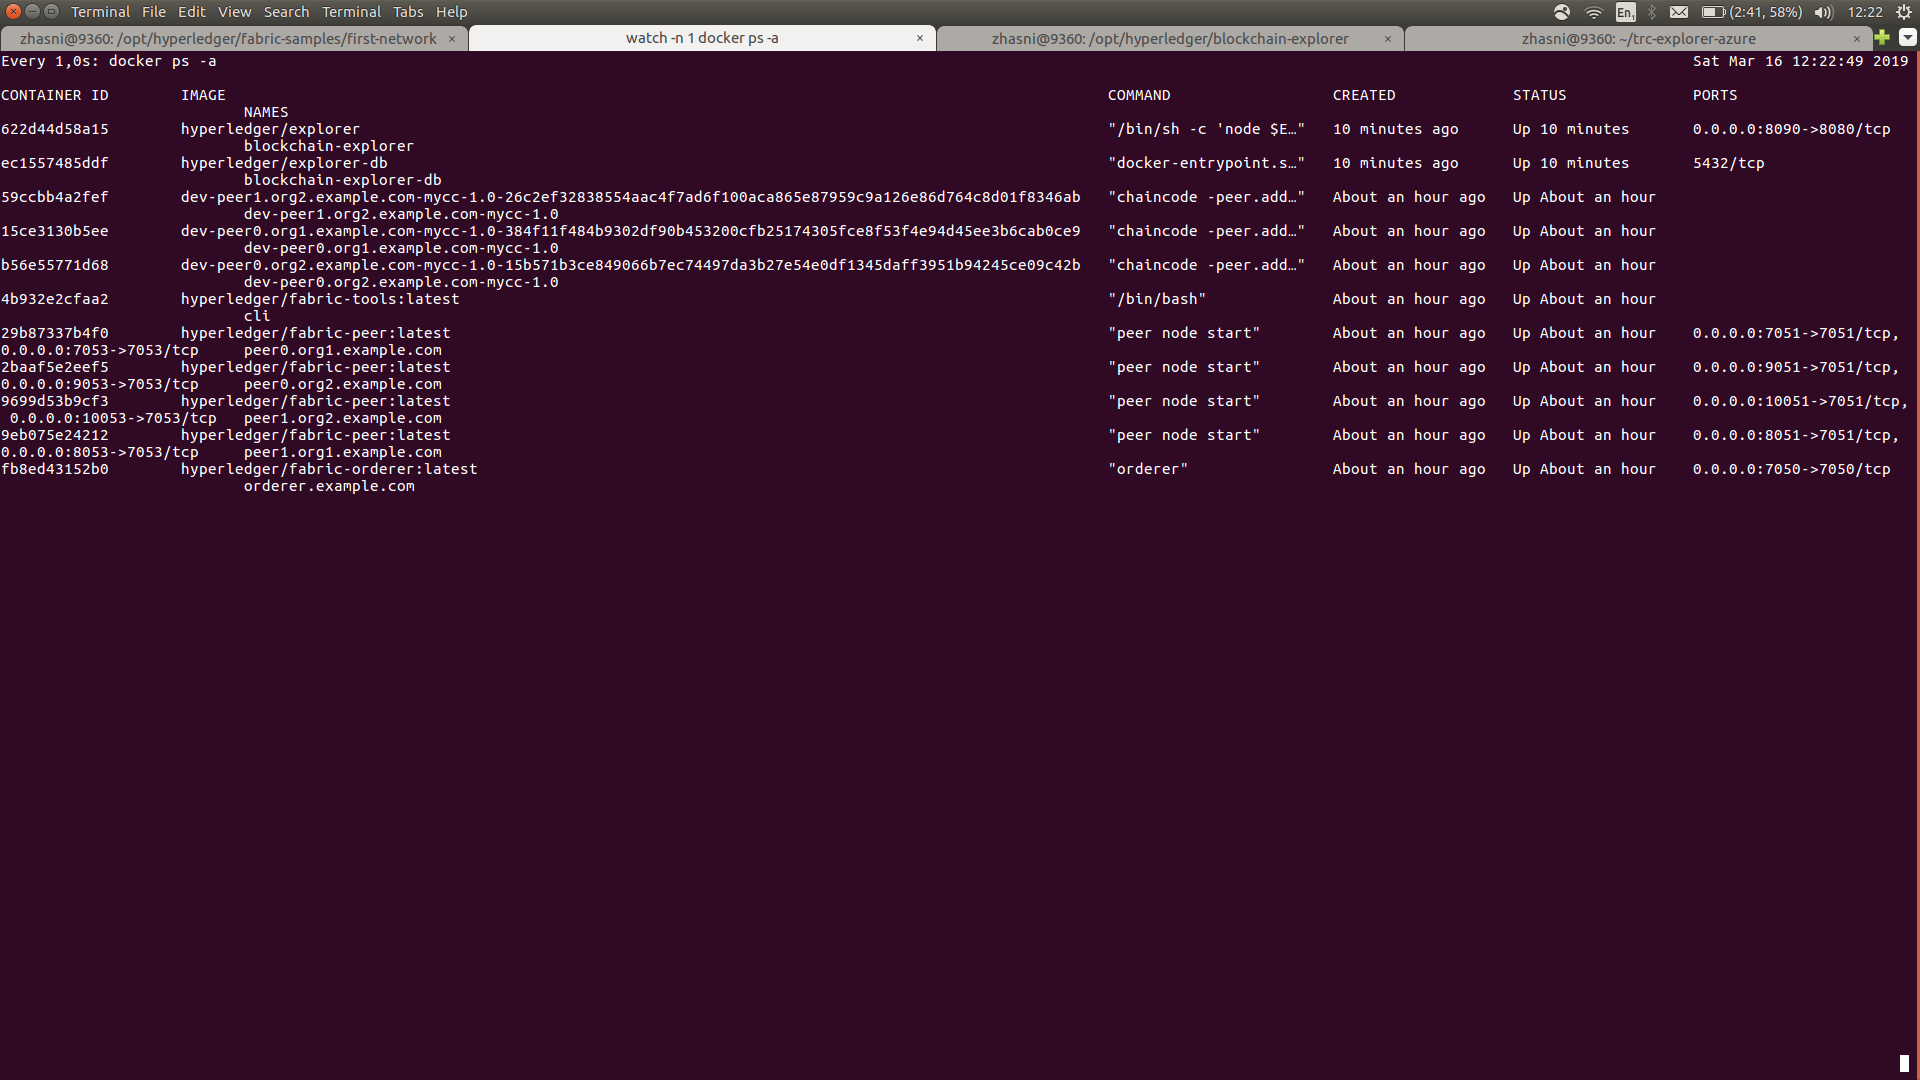 Terminal File Edit View Search Terminal Tabs Help En1 (2:41, 58%) 12:22
zhasni@9360: /opt/hyperledger/fabric-samples/first-network × watch -n 1 docker ps -a × zhasni@9360: /opt/hyperledger/blockchain-explorer × zhasni@9360: ~/trc-explorer-azure ×
Every 1,0s: docker ps -a Sat Mar 16 12:22:49 2019
CONTAINER ID IMAGE COMMAND CREATED STATUS PORTS
NAMES
622d44d58a15 hyperledger/explorer "/bin/sh -c 'node $E…" 10 minutes ago Up 10 minutes 0.0.0.0:8090->8080/tcp
blockchain-explorer
ec1557485ddf hyperledger/explorer-db "docker-entrypoint.s…" 10 minutes ago Up 10 minutes 5432/tcp
blockchain-explorer-db
59ccbb4a2fef dev-peer1.org2.example.com-mycc-1.0-26c2ef32838554aac4f7ad6f100aca865e87959c9a126e86d764c8d01f8346ab "chaincode -peer.add…" About an hour ago Up About an hour
dev-peer1.org2.example.com-mycc-1.0
15ce3130b5ee dev-peer0.org1.example.com-mycc-1.0-384f11f484b9302df90b453200cfb25174305fce8f53f4e94d45ee3b6cab0ce9 "chaincode -peer.add…" About an hour ago Up About an hour
dev-peer0.org1.example.com-mycc-1.0
b56e55771d68 dev-peer0.org2.example.com-mycc-1.0-15b571b3ce849066b7ec74497da3b27e54e0df1345daff3951b94245ce09c42b "chaincode -peer.add…" About an hour ago Up About an hour
dev-peer0.org2.example.com-mycc-1.0
4b932e2cfaa2 hyperledger/fabric-tools:latest "/bin/bash" About an hour ago Up About an hour
cli
29b87337b4f0 hyperledger/fabric-peer:latest "peer node start" About an hour ago Up About an hour 0.0.0.0:7051->7051/tcp,
0.0.0.0:7053->7053/tcp peer0.org1.example.com
2baaf5e2eef5 hyperledger/fabric-peer:latest "peer node start" About an hour ago Up About an hour 0.0.0.0:9051->7051/tcp,
0.0.0.0:9053->7053/tcp peer0.org2.example.com
9699d53b9cf3 hyperledger/fabric-peer:latest "peer node start" About an hour ago Up About an hour 0.0.0.0:10051->7051/tcp,
0.0.0.0:10053->7053/tcp peer1.org2.example.com
9eb075e24212 hyperledger/fabric-peer:latest "peer node start" About an hour ago Up About an hour 0.0.0.0:8051->7051/tcp,
0.0.0.0:8053->7053/tcp peer1.org1.example.com
fb8ed43152b0 hyperledger/fabric-orderer:latest "orderer" About an hour ago Up About an hour 0.0.0.0:7050->7050/tcp
orderer.example.com